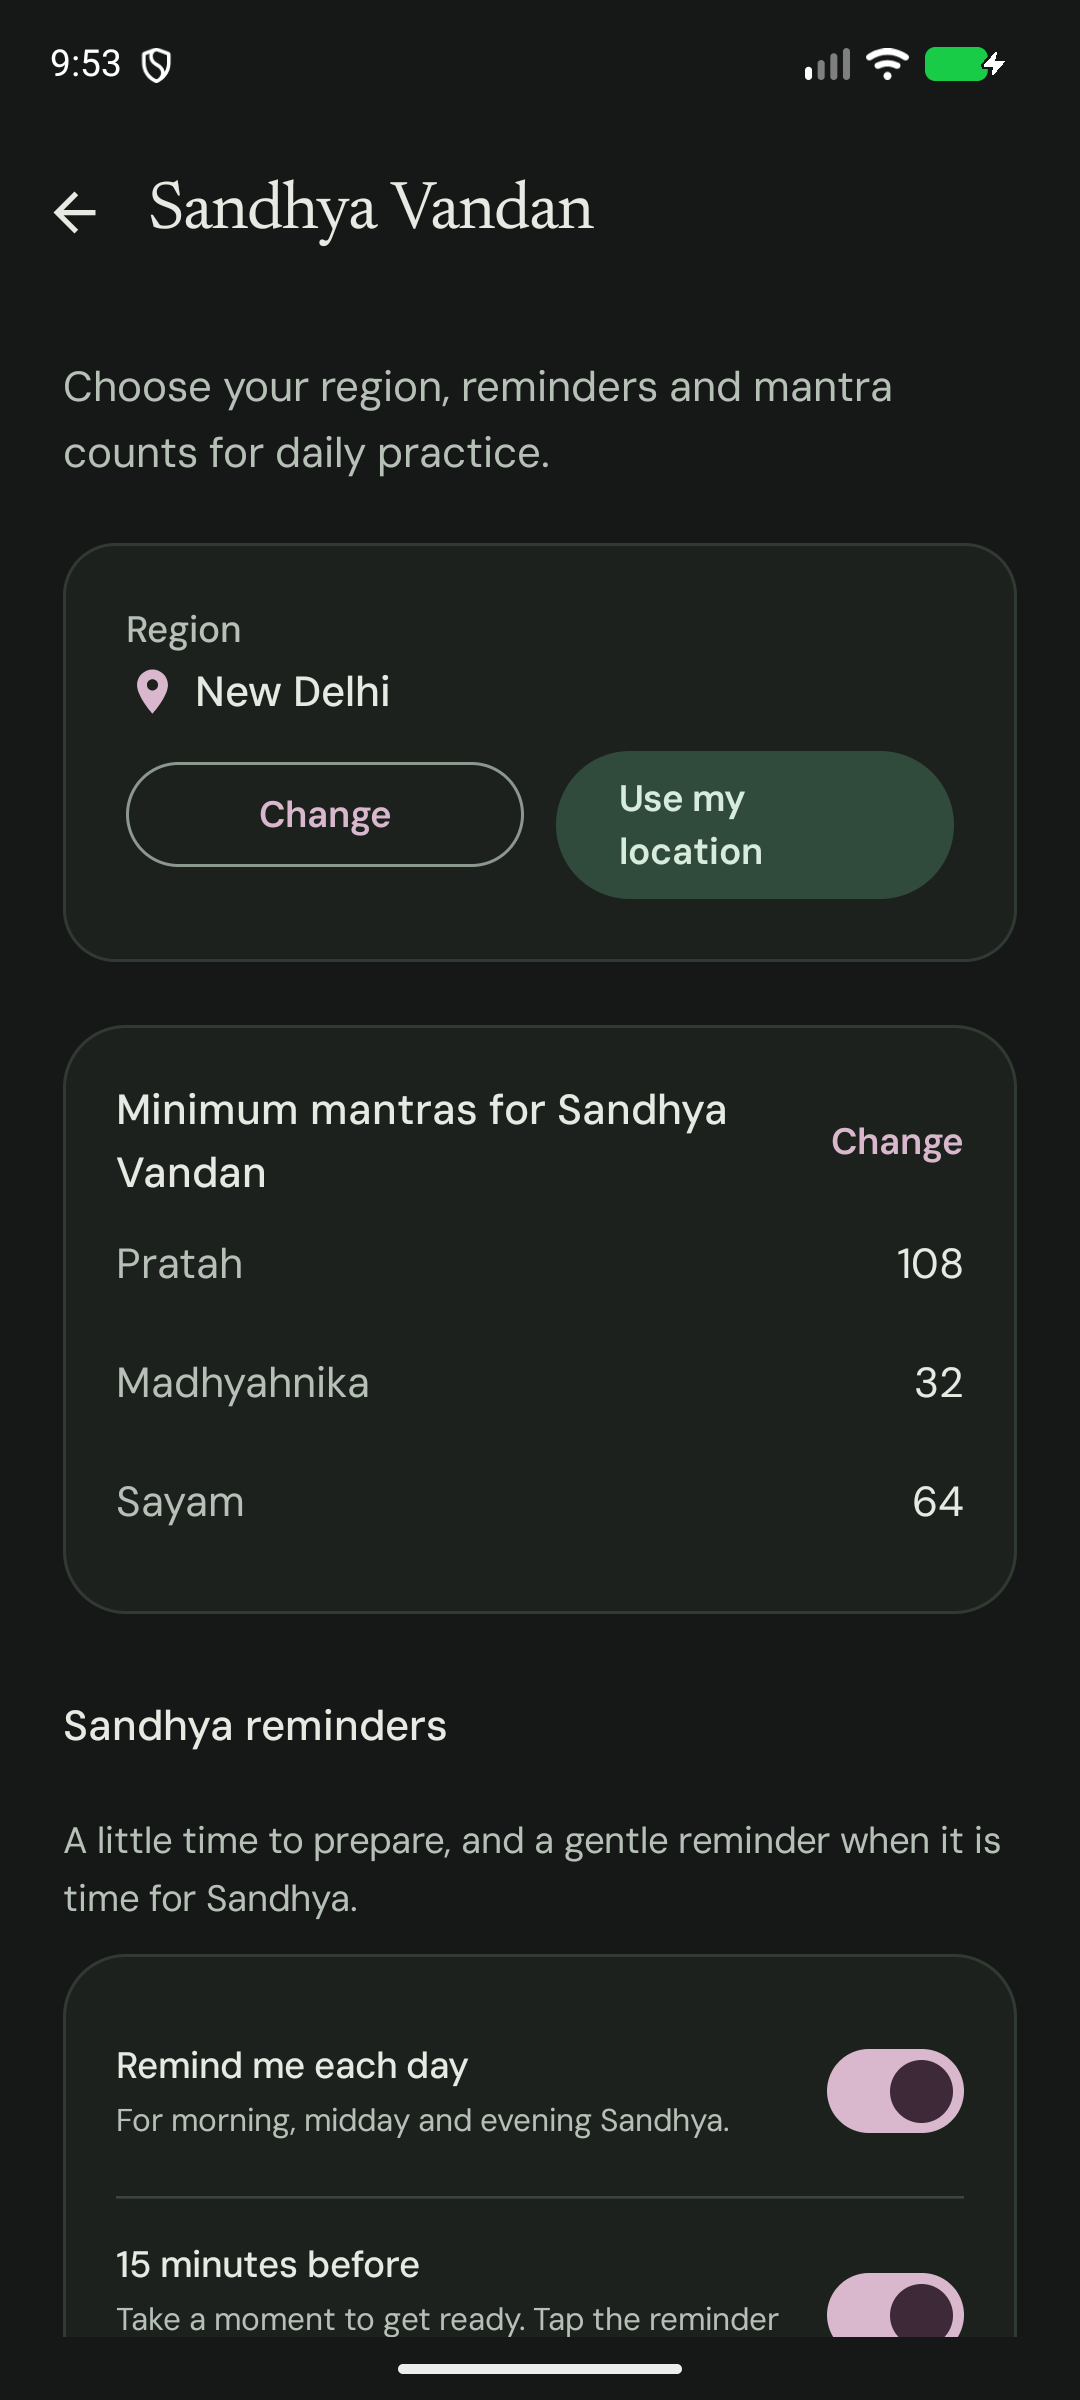 9:53
Sandhya Vandan
Choose your region, reminders and mantra
counts for daily practice.
Region
New Delhi
Change
Use my
location
Minimum mantras for Sandhya
Vandan
Change
Pratah
108
Madhyahnika
32
Sayam
64
Sandhya reminders
A little time to prepare, and a gentle reminder when it is
time for Sandhya.
Remind me each day
For morning, midday and evening Sandhya.
15 minutes before
Take a moment to get ready. Tap the reminder